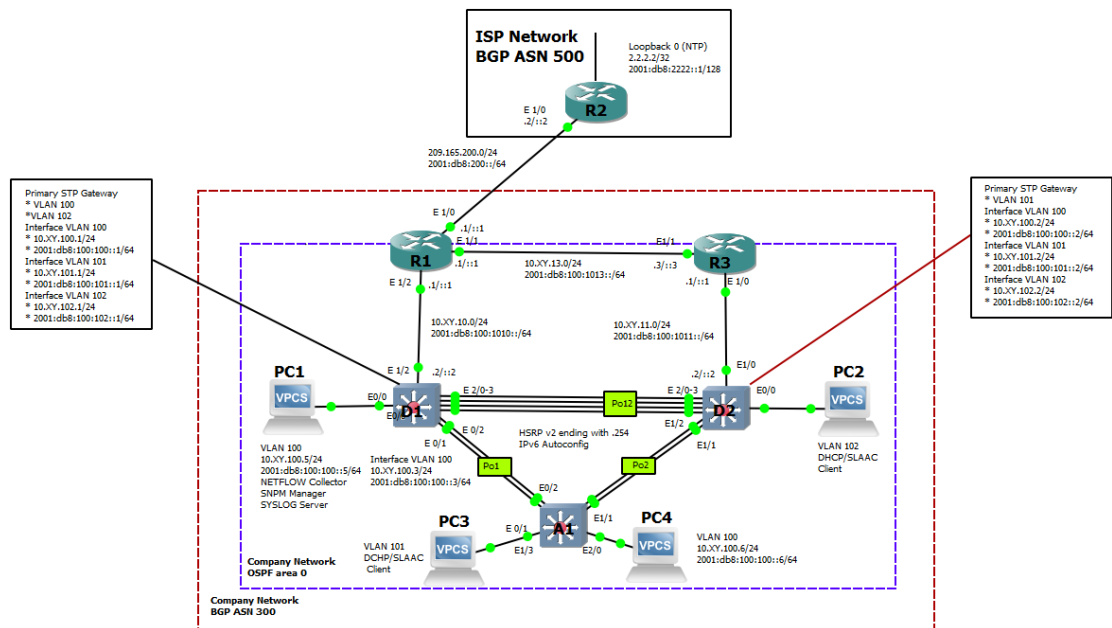 ISP Network
BGP ASN 500
Loopback 0 (NTP)
2.2.2.2/32
2001:db8:2222::1/128
R2
E 1/0
.2/::2
209.165.200.0/24
2001:db8:200::/64
Primary STP Gateway
* VLAN 100
*VLAN 102
Interface VLAN 100
* 10.XY.100.1/24
* 2001:db8:100:100::1/64
Interface VLAN 101
* 10.XY.101.1/24
* 2001:db8:100:101::1/64
Interface VLAN 102
* 10.XY.102.1/24
* 2001:db8:100:102::1/64
Primary STP Gateway
* VLAN 101
Interface VLAN 100
* 10.XY.100.2/24
* 2001:db8:100:100::2/64
Interface VLAN 101
* 10.XY.101.2/24
* 2001:db8:100:101::2/64
Interface VLAN 102
* 10.XY.102.2/24
* 2001:db8:100:102::2/64
E 1/0
.1/::1
E 1/1
.1/::1
R1
E 1/2
.1/::1
10.XY.13.0/24
2001:db8:100:1013::/64
E1/1
.3/::3
R3
.1/::1
E 1/0
10.XY.10.0/24
2001:db8:100:1010::/64
10.XY.11.0/24
2001:db8:100:1011::/64
E 1/2
.2/::2
E1/0
.2/::2
PC1
VPCS
E0/0
D1
E 2/0-3
Po12
E 2/0-3
D2
E0/0
PC2
VPCS
E 0/2
E 0/1
HSRP v2 ending with .254
IPv6 Autoconfig
E1/2
E1/1
VLAN 100
10.XY.100.5/24
2001:db8:100:100::5/64
NETFLOW Collector
SNPM Manager
SYSLOG Server
Interface VLAN 100
10.XY.100.3/24
2001:db8:100:100::3/64
Po1
Po2
VLAN 102
DHCP/SLAAC
Client
E0/2
A1
E1/1
PC3
VPCS
E 0/1
E1/3
E2/0
PC4
VPCS
VLAN 101
DCHP/SLAAC
Client
VLAN 100
10.XY.100.6/24
2001:db8:100:100::6/64
Company Network
OSPF area 0
Company Network
BGP ASN 300